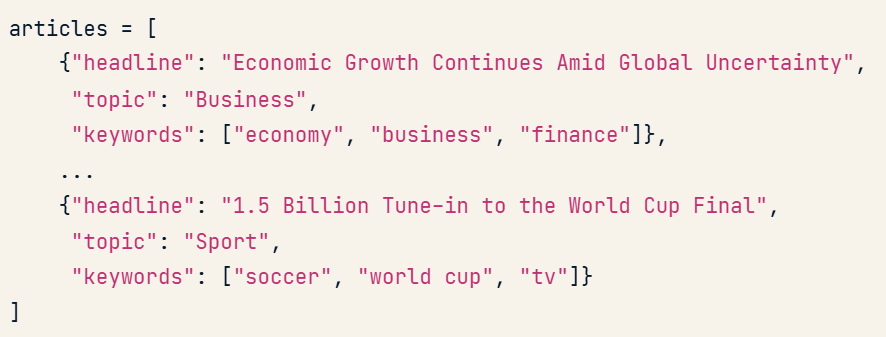 articles = [
    {"headline": "Economic Growth Continues Amid Global Uncertainty",
     "topic": "Business",
     "keywords": ["economy", "business", "finance"]},
    ...
    {"headline": "1.5 Billion Tune-in to the World Cup Final",
     "topic": "Sport",
     "keywords": ["soccer", "world cup", "tv"]}
]